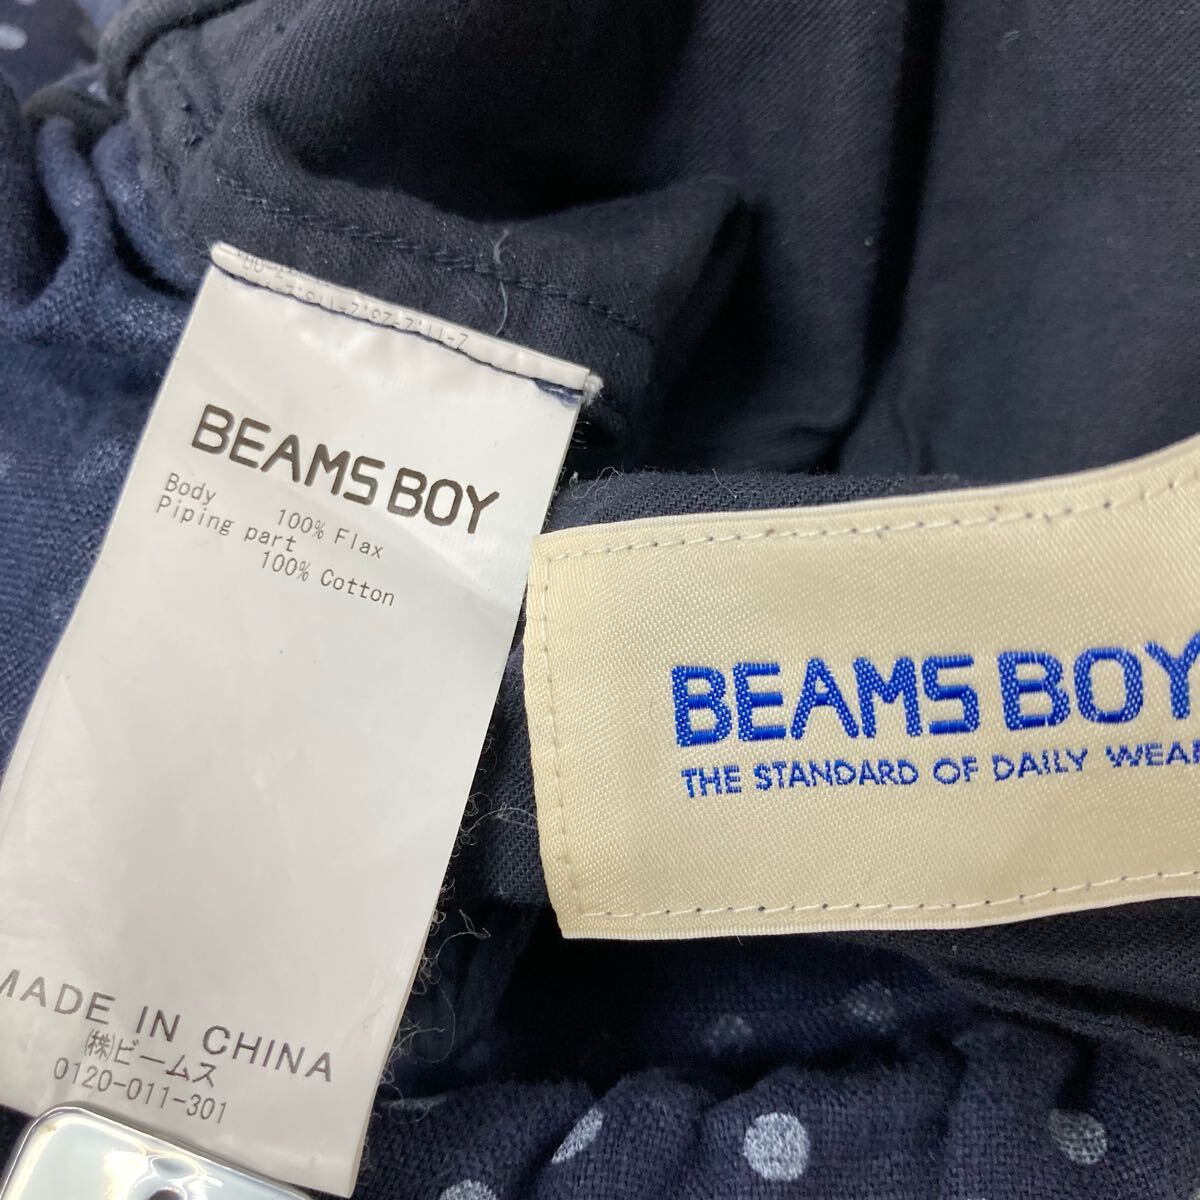 BEAMS BOY
Body
100% Flax
Piping part
100% Cotton
MADE IN CHINA
㈱ビームス
0120-011-301
BEAMS BOY
THE STANDARD OF DAILY WEAR